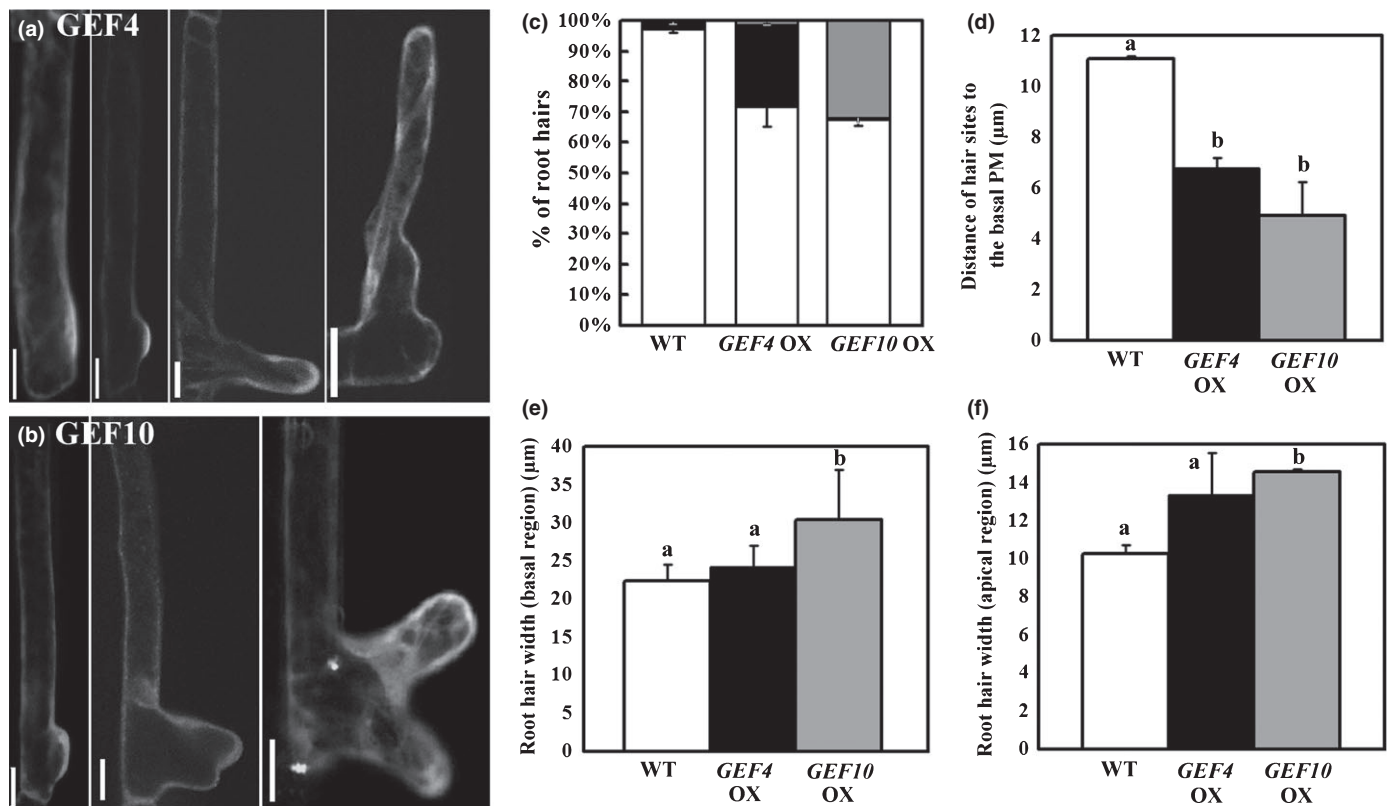 (a) GEF4
(b) GEF10
(c)
% of root hairs
100%
90%
80%
70%
60%
50%
40%
30%
20%
10%
0%
WT GEF4 OX GEF10 OX
(d)
Distance of hair sites to
the basal PM (µm)
12
10
8
6
4
2
0
a
b
b
WT GEF4 GEF10
OX OX
(e)
Root hair width (basal region) (µm)
40
35
30
25
20
15
10
5
0
a
a
b
WT GEF4 GEF10
OX OX
(f)
Root hair width (apical region) (µm)
16
14
12
10
8
6
4
2
0
a
a
b
WT GEF4 GEF10
OX OX